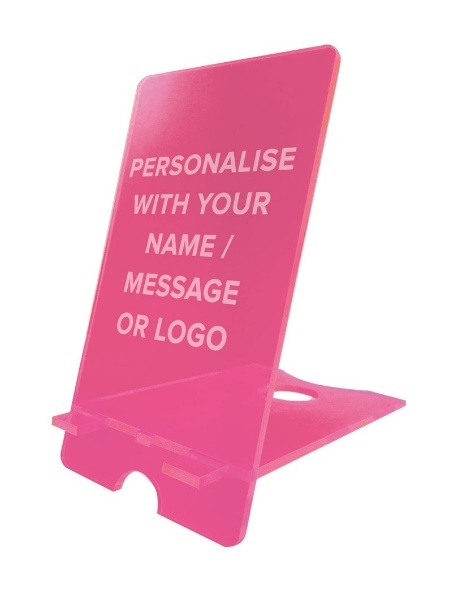 PERSONALISE
WITH YOUR
NAME /
MESSAGE
OR LOGO